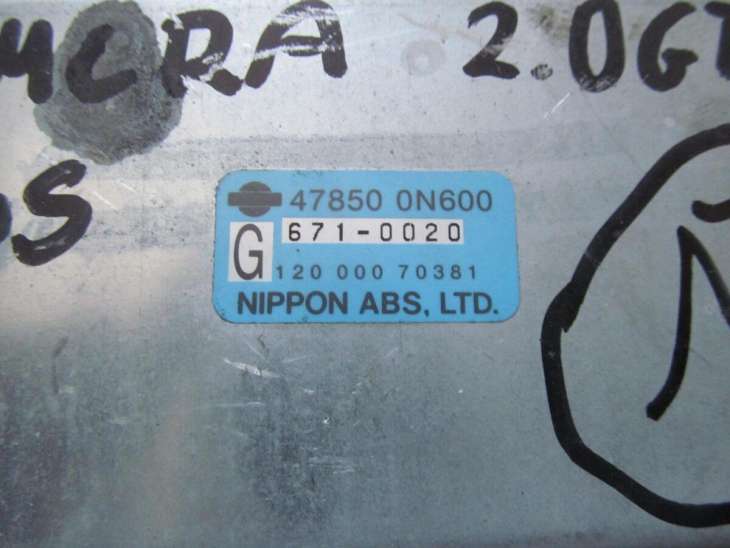 MCRA 2.0GT
47850 0N600
G 671-0020
120 000 70381
NIPPON ABS, LTD.